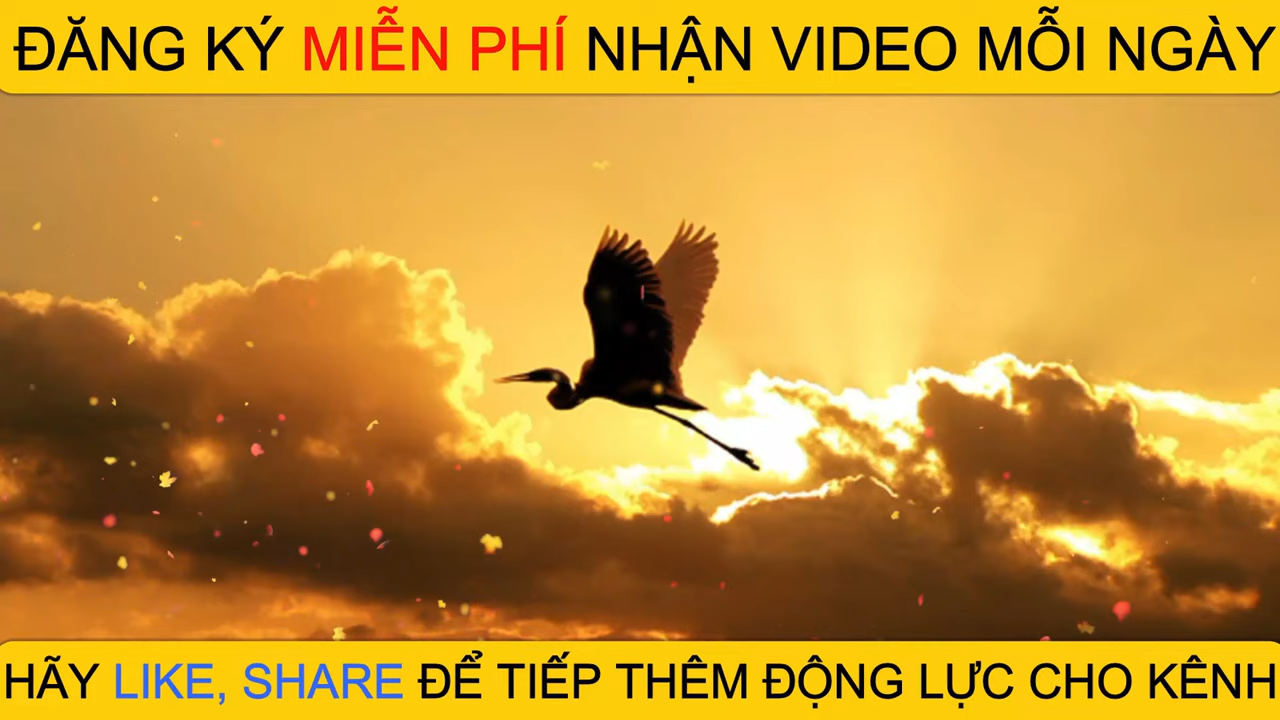 ĐĂNG KÝ MIỄN PHÍ NHẬN VIDEO MỖI NGÀY
HÃY LIKE, SHARE ĐỂ TIẾP THÊM ĐỘNG LỰC CHO KÊNH